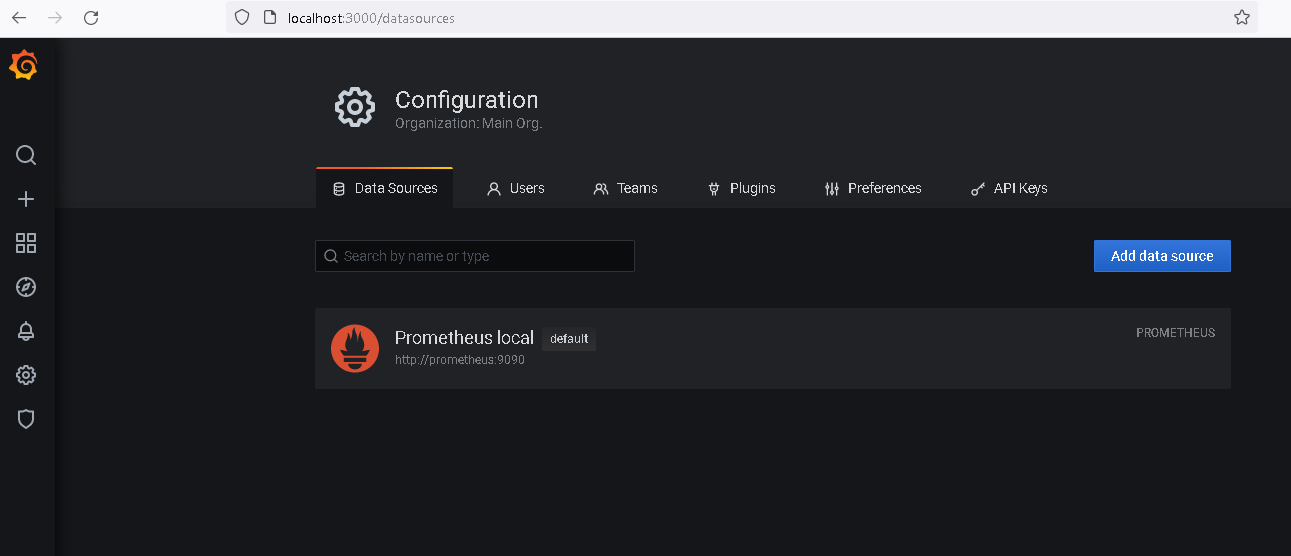 localhost:3000/datasources
Configuration
Organization: Main Org.
Data Sources Users Teams Plugins Preferences API Keys
Search by name or type Add data source
Prometheus local default PROMETHEUS
http://prometheus:9090